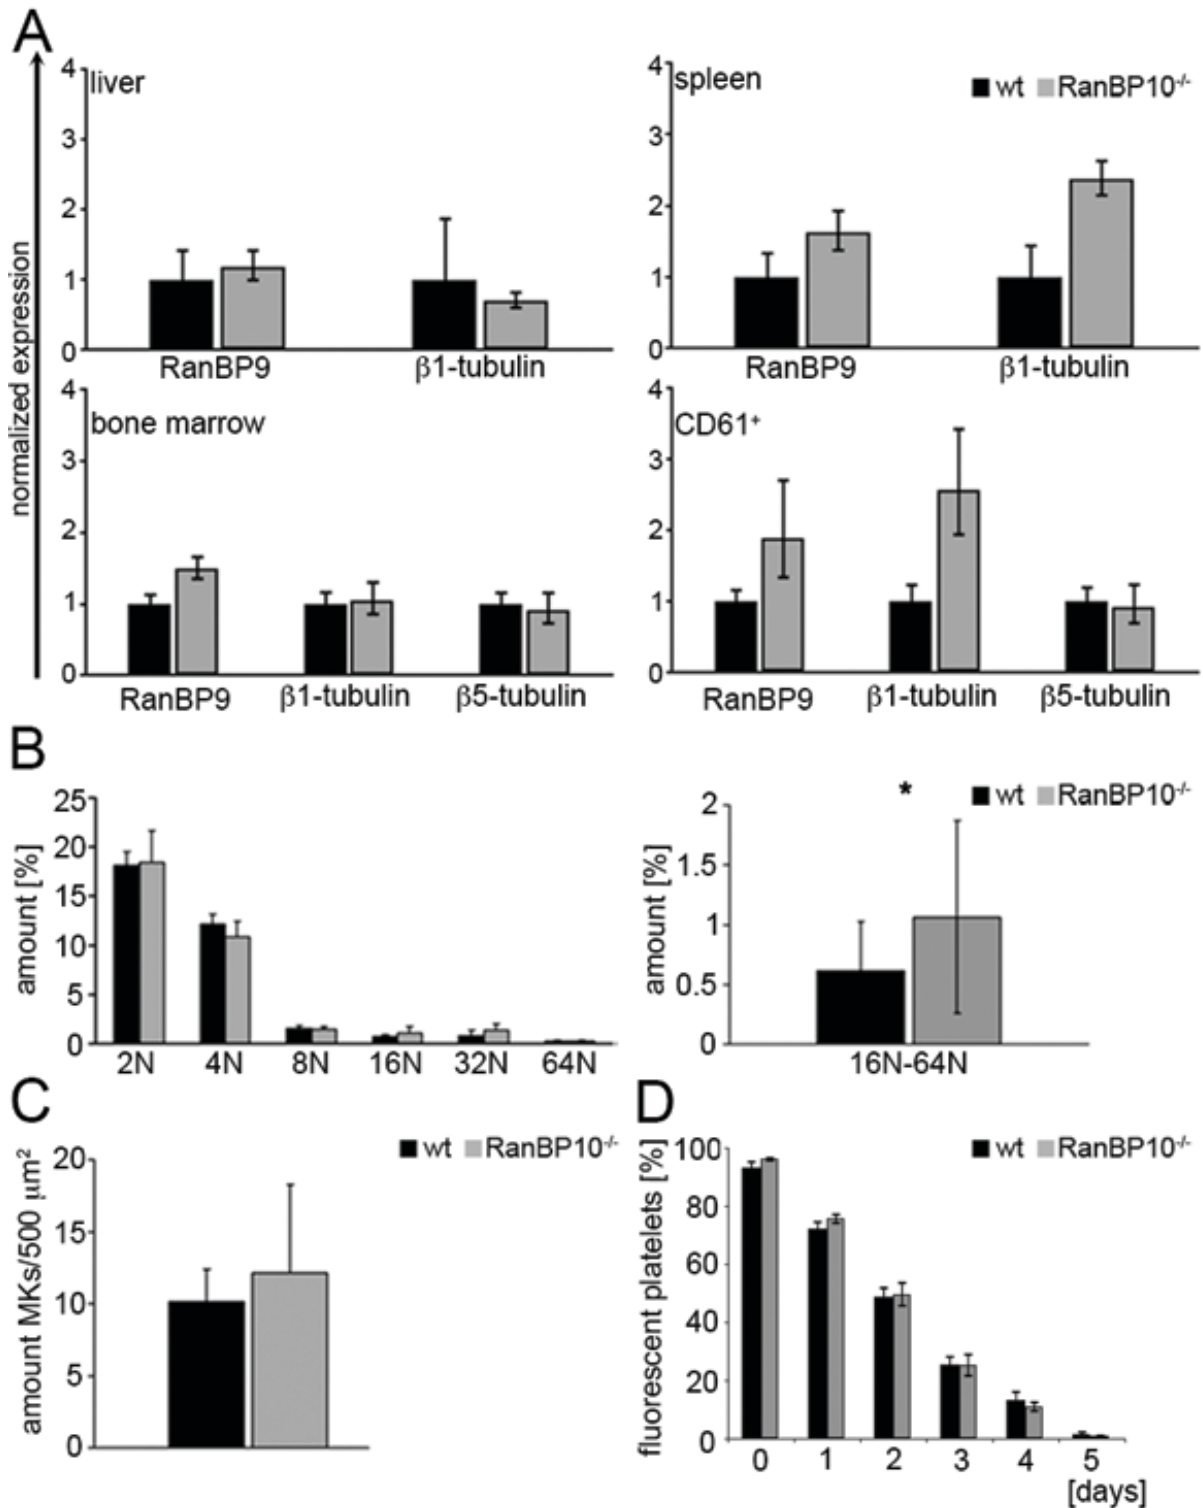 A
normalized expression
liver
4
3
2
1
0
RanBP9 β1-tubulin
spleen
wt RanBP10-/-
4
3
2
1
0
RanBP9 β1-tubulin
bone marrow
4
3
2
1
0
RanBP9 β1-tubulin β5-tubulin
CD61+
4
3
2
1
0
RanBP9 β1-tubulin β5-tubulin
B
amount [%]
25
20
15
10
5
0
2N 4N 8N 16N 32N 64N
*
wt RanBP10-/-
amount [%]
2
1.5
1
0.5
0
16N-64N
C
wt RanBP10-/-
amount MKs/500 µm²
20
15
10
5
0
D
wt RanBP10-/-
fluorescent platelets [%]
100
80
60
40
20
0
0 1 2 3 4 5
[days]